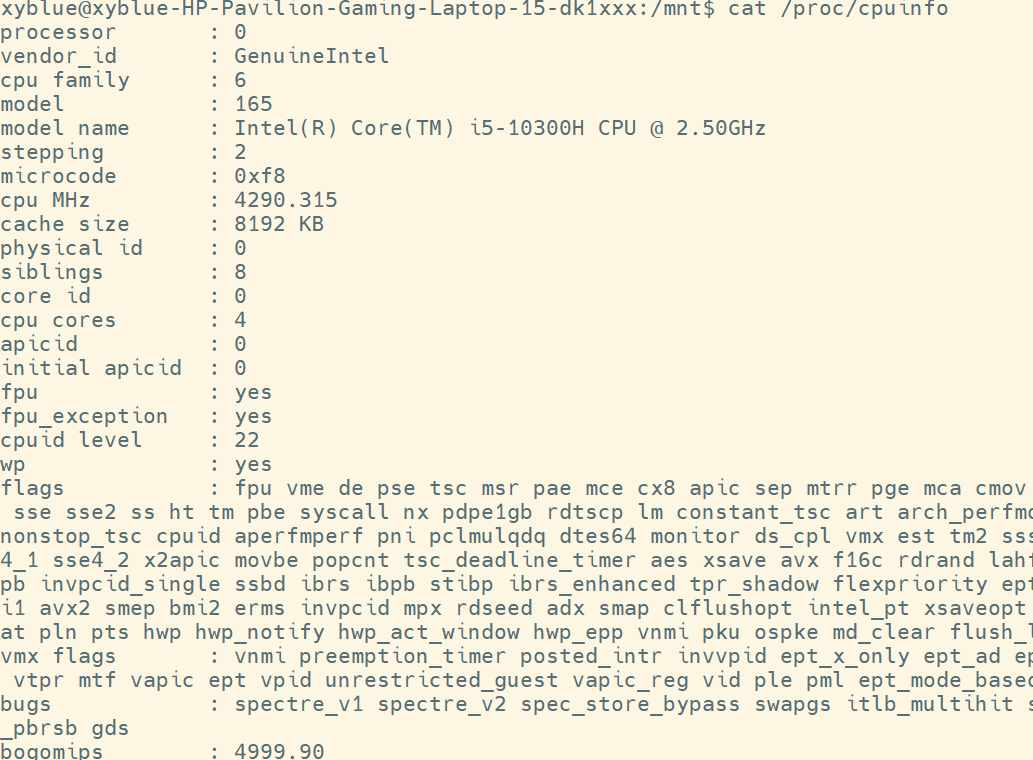 xyblue@xyblue-HP-Pavilion-Gaming-Laptop-15-dk1xxx:/mnt$ cat /proc/cpuinfo
processor : 0
vendor_id : GenuineIntel
cpu family : 6
model : 165
model name : Intel(R) Core(TM) i5-10300H CPU @ 2.50GHz
stepping : 2
microcode : 0xf8
cpu MHz : 4290.315
cache size : 8192 KB
physical id : 0
siblings : 8
core id : 0
cpu cores : 4
apicid : 0
initial apicid : 0
fpu : yes
fpu_exception : yes
cpuid level : 22
wp : yes
flags : fpu vme de pse tsc msr pae mce cx8 apic sep mtrr pge mca cmov
sse sse2 ss ht tm pbe syscall nx pdpe1gb rdtscp lm constant_tsc art
nonstop_tsc cpuid aperfmperf pni pclmulqdq dtes64 monitor ds_cpl vmx est tm2
4_1 sse4_2 x2apic movbe popcnt tsc_deadline_timer aes xsave avx f16c rdrand
pb invpcid_single ssbd ibrs ibpb stibp ibrs_enhanced tpr_shadow flexpriority ept
i1 avx2 smep bmi2 erms invpcid mpx rdseed adx smap clflushopt intel_pt xsaveopt
at pln pts hwp hwp_notify hwp_act_window hwp_epp vnmi pku ospke md_clear
vmx flags : vnmi preemption_timer posted_intr invvpid ept_x_only ept_ad
vtpr mtf vapic ept vpid unrestricted_guest vapic_reg vid ple pml
bugs : spectre_v1 spectre_v2 spec_store_bypass swapgs itlb_multihit
_pbrsb gds
bogomips : 4999.90